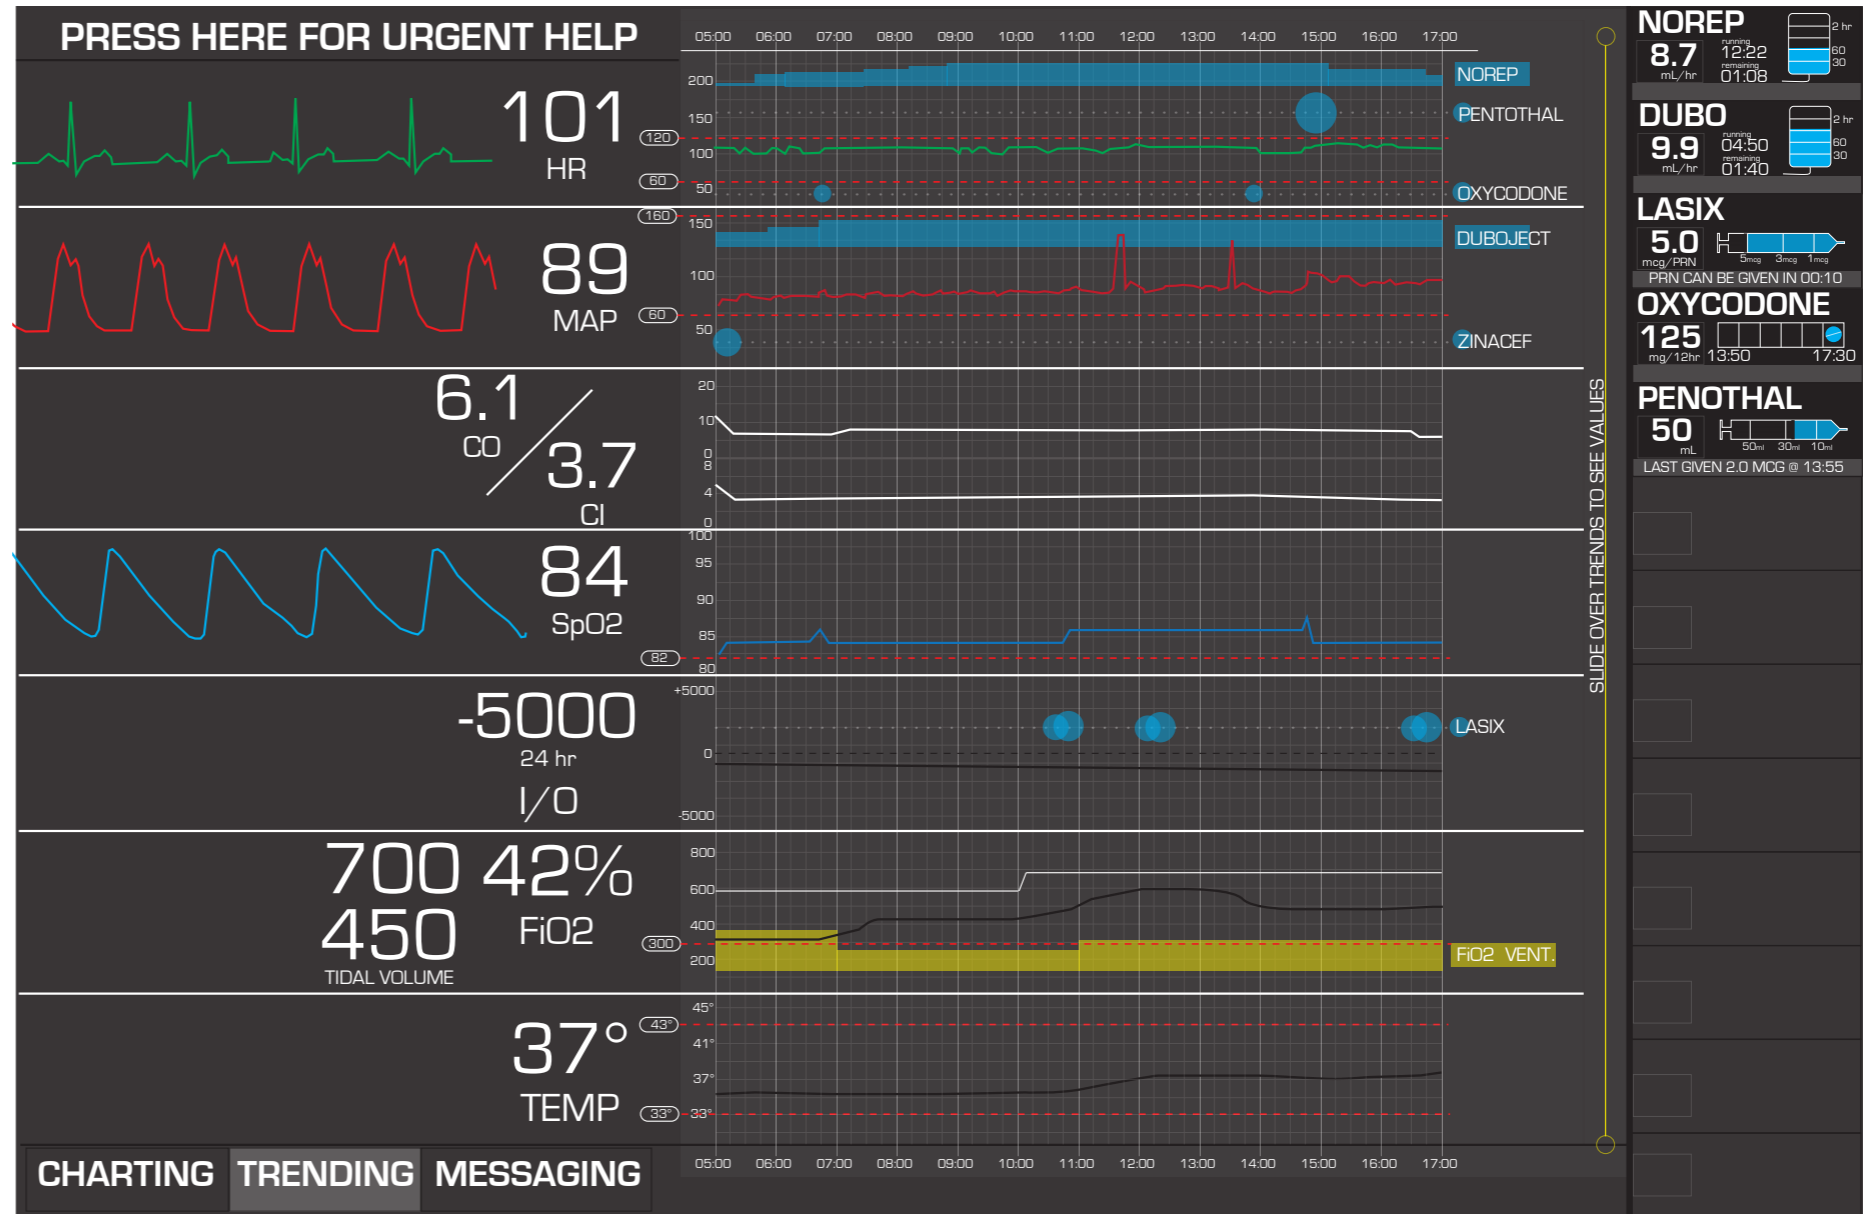 PRESS HERE FOR URGENT HELP
05:00 06:00 07:00 08:00 09:00 10:00 11:00 12:00 13:00 14:00 15:00 16:00 17:00
101
HR
120
60
200
150
100
50
NOREP
PENTOTHAL
OXYCODONE
89
MAP
160
60
150
100
50
DUBOJECT
ZINACEF
6.1
CO
3.7
CI
20
10
0
8
4
0
84
SpO2
82
100
95
90
85
80
-5000
24 hr
I/O
+5000
0
-5000
LASIX
700
450
TIDAL VOLUME
42%
FiO2
300
800
600
400
200
FiO2 VENT.
37°
TEMP
43°
33°
45°
41°
37°
33°
05:00 06:00 07:00 08:00 09:00 10:00 11:00 12:00 13:00 14:00 15:00 16:00 17:00
CHARTING TRENDING MESSAGING
SLIDE OVER TRENDS TO SEE VALUES
NOREP
8.7
mL/hr
running
12:22
remaining
01:08
2 hr
60
30
DUBO
9.9
mL/hr
running
04:50
remaining
01:40
2 hr
60
30
LASIX
5.0
mcg/PRN
5mcg 3mcg 1mcg
PRN CAN BE GIVEN IN 00:10
OXYCODONE
125
mg/12hr
13:50 17:30
PENOTHAL
50
mL
50ml 30ml 10ml
LAST GIVEN 2.0 MCG @ 13:55